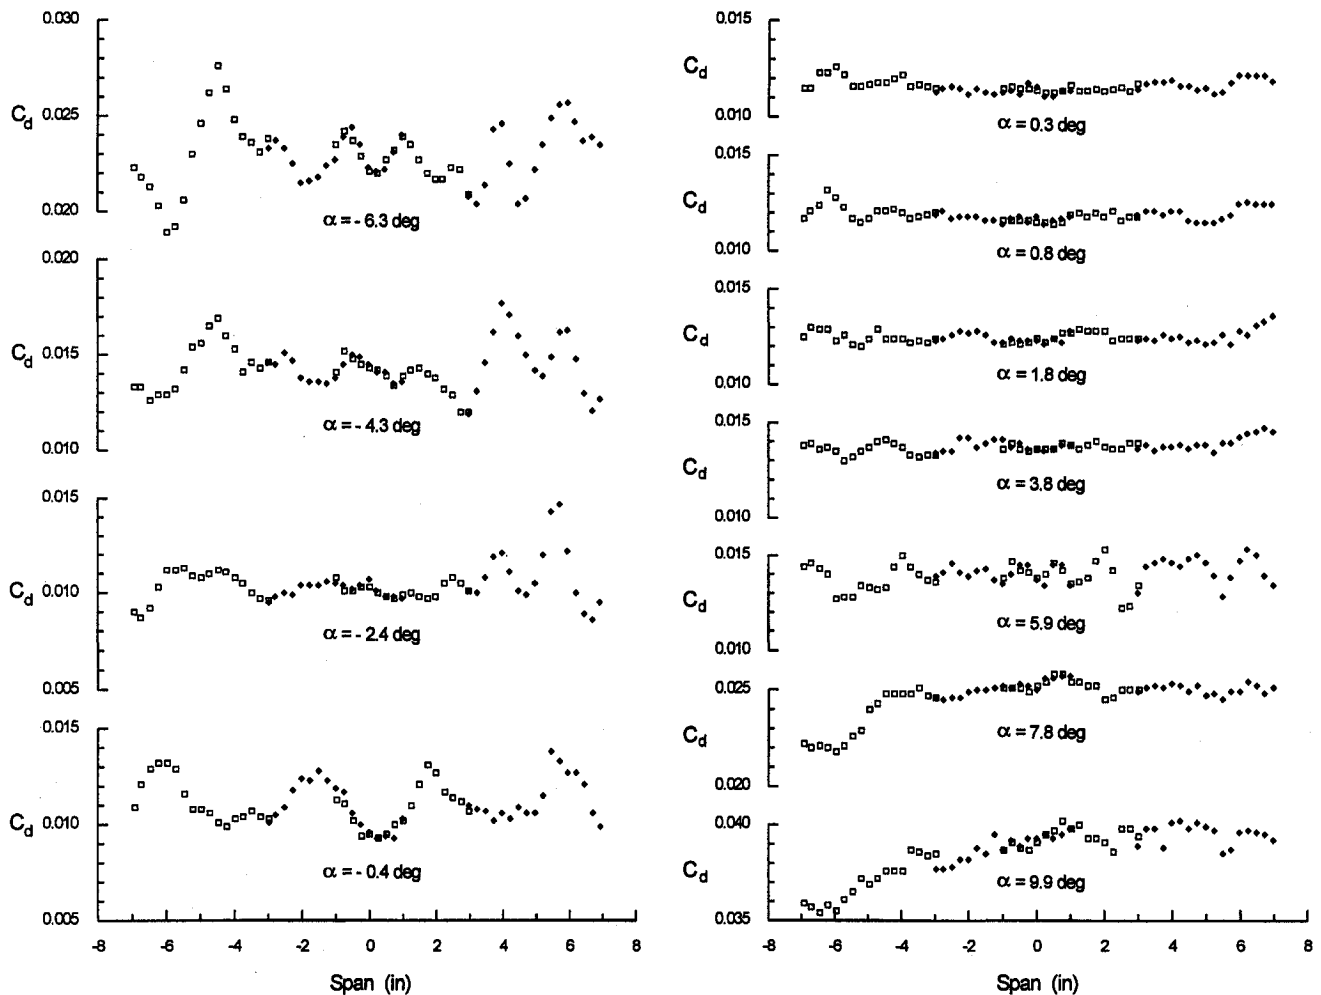 0.030
C_d 0.025
0.020
α = - 6.3 deg
0.020
C_d 0.015
0.010
α = - 4.3 deg
0.015
C_d 0.010
0.005
α = - 2.4 deg
0.015
C_d 0.010
0.005
α = - 0.4 deg
-8 -6 -4 -2 0 2 4 6 8
Span (in)
0.015
C_d
0.010
α = 0.3 deg
0.015
C_d
0.010
α = 0.8 deg
0.015
C_d
0.010
α = 1.8 deg
0.015
C_d
0.010
α = 3.8 deg
0.015
C_d
0.010
α = 5.9 deg
0.025
C_d
0.020
α = 7.8 deg
0.040
C_d
0.035
α = 9.9 deg
-8 -6 -4 -2 0 2 4 6 8
Span (in)